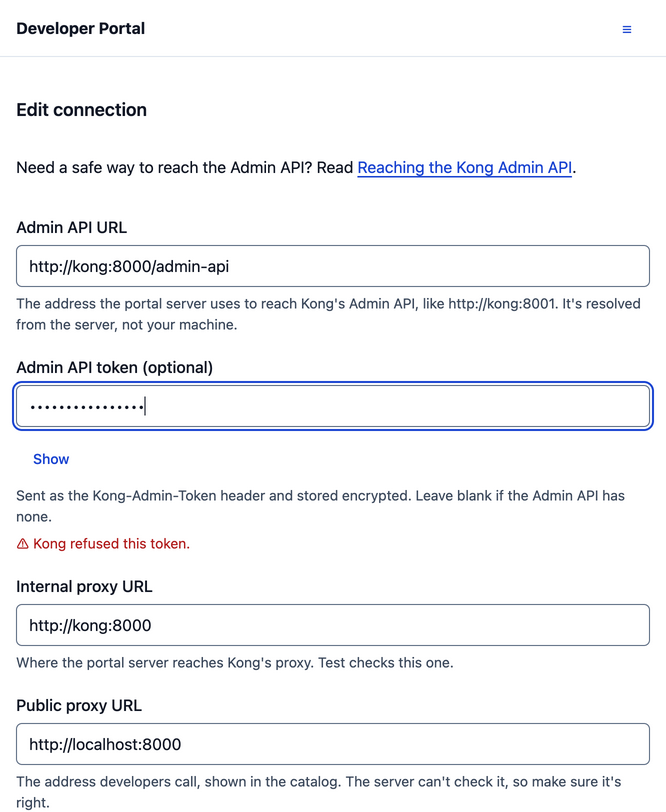 Developer Portal
Edit connection
Need a safe way to reach the Admin API? Read Reaching the Kong Admin API.
Admin API URL
http://kong:8000/admin-api
The address the portal server uses to reach Kong's Admin API, like http://kong:8001. It's resolved
from the server, not your machine.
Admin API token (optional)
••••••••••••••••
Show
Sent as the Kong-Admin-Token header and stored encrypted. Leave blank if the Admin API has
none.
Kong refused this token.
Internal proxy URL
http://kong:8000
Where the portal server reaches Kong's proxy. Test checks this one.
Public proxy URL
http://localhost:8000
The address developers call, shown in the catalog. The server can't check it, so make sure it's
right.